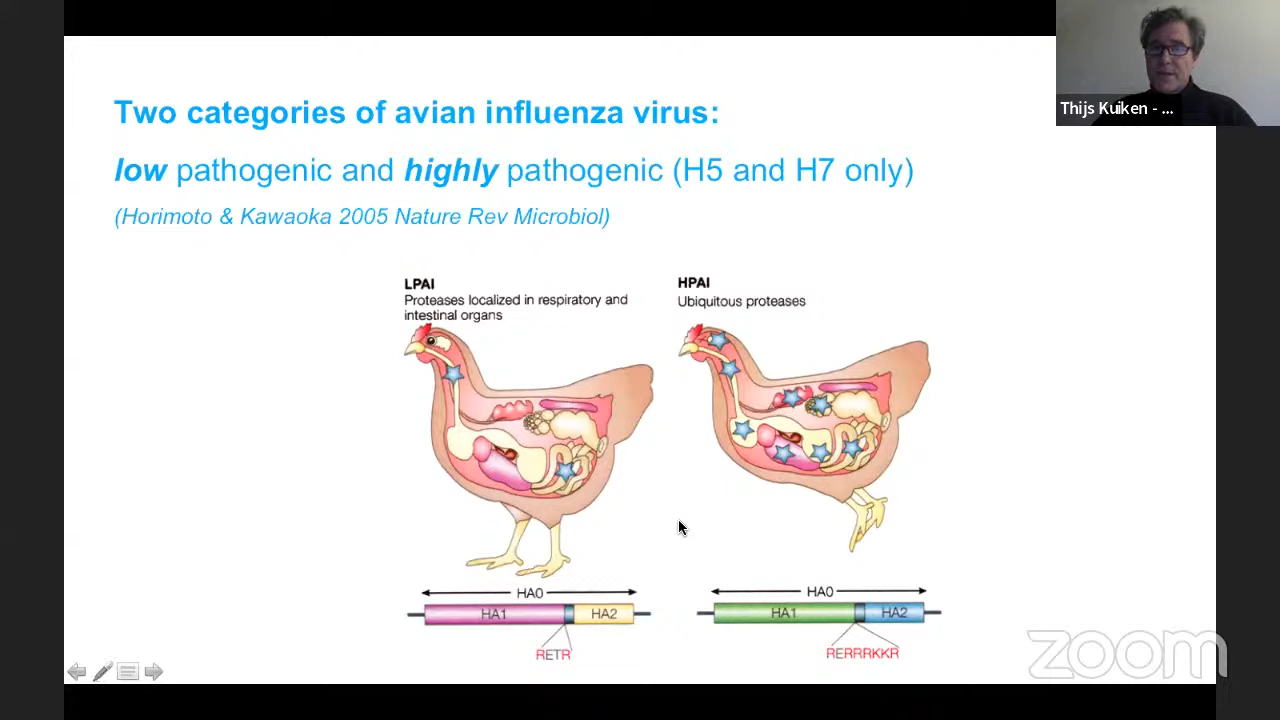 Two categories of avian influenza virus:
low pathogenic and highly pathogenic (H5 and H7 only)
(Horimoto & Kawaoka 2005 Nature Rev Microbiol)
LPAI
Proteases localized in respiratory and
intestinal organs
HPAI
Ubiquitous proteases
HA0
HA1
HA2
RETR
HA0
HA1
HA2
RERRRKKR
Thijs Kuiken - ...
zoom